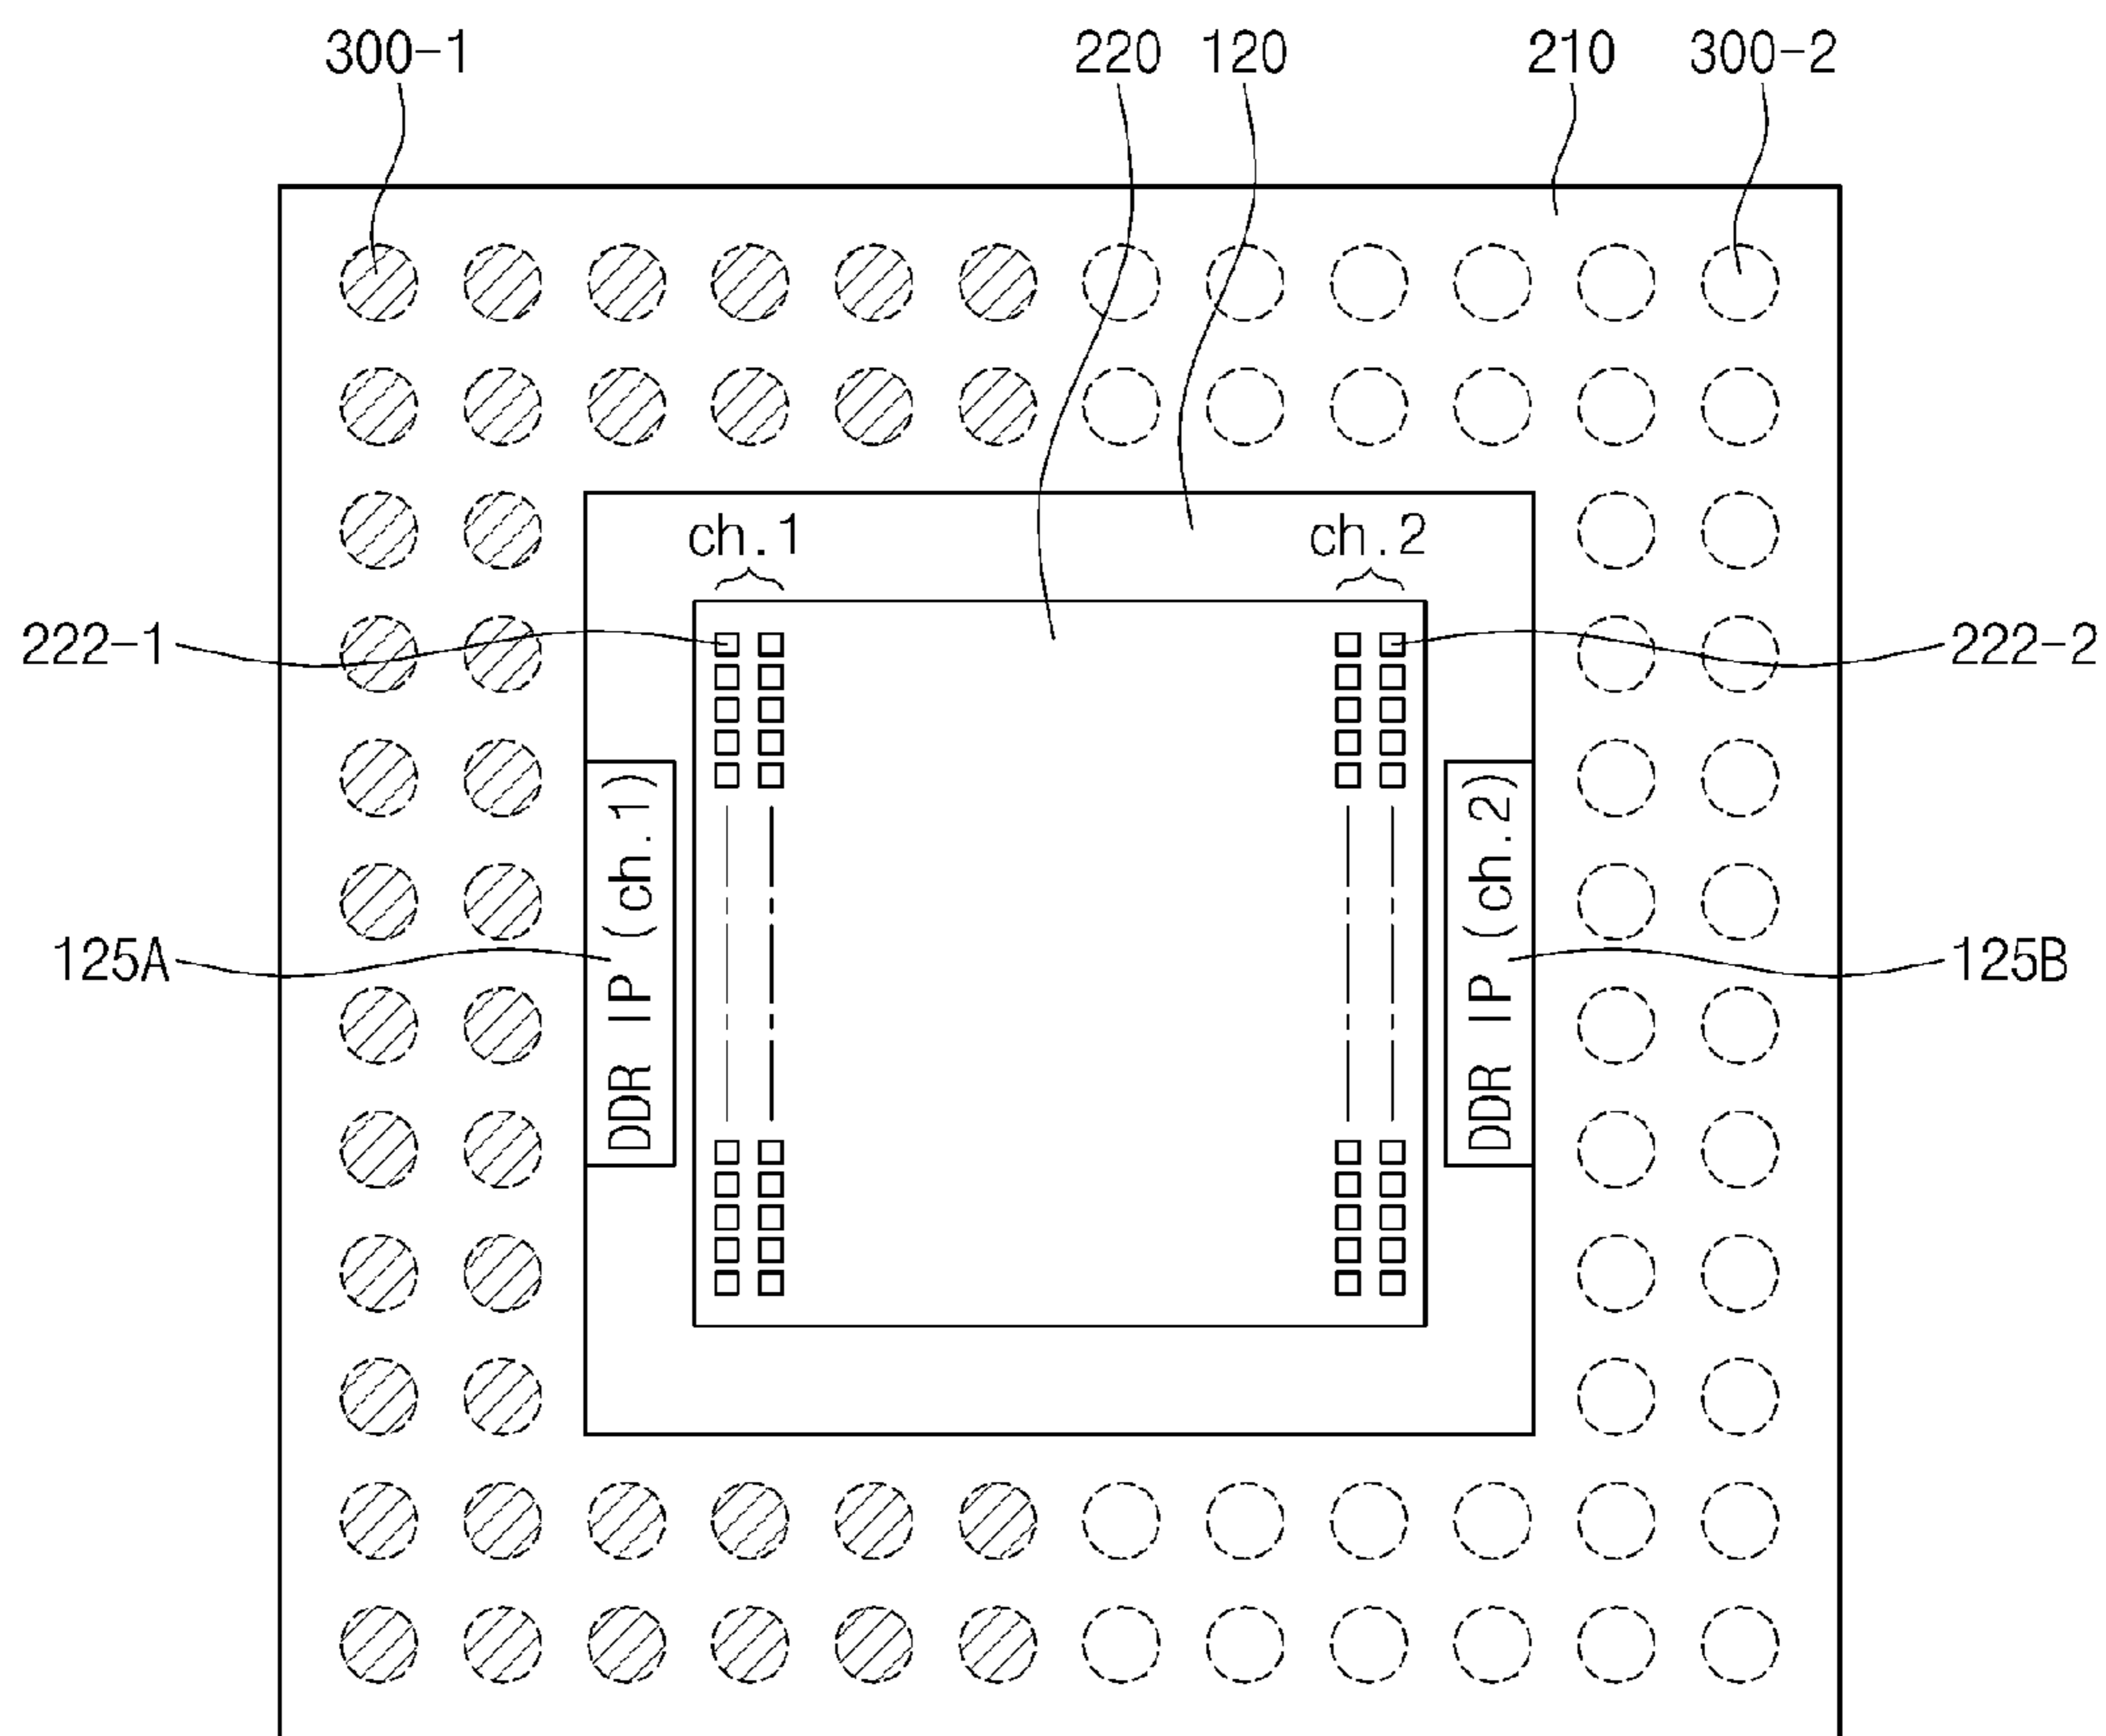 300-1
220
120
210
300-2
ch.1
ch.2
222-1
222-2
DDR IP (ch.1)
DDR IP (ch.2)
125A
125B